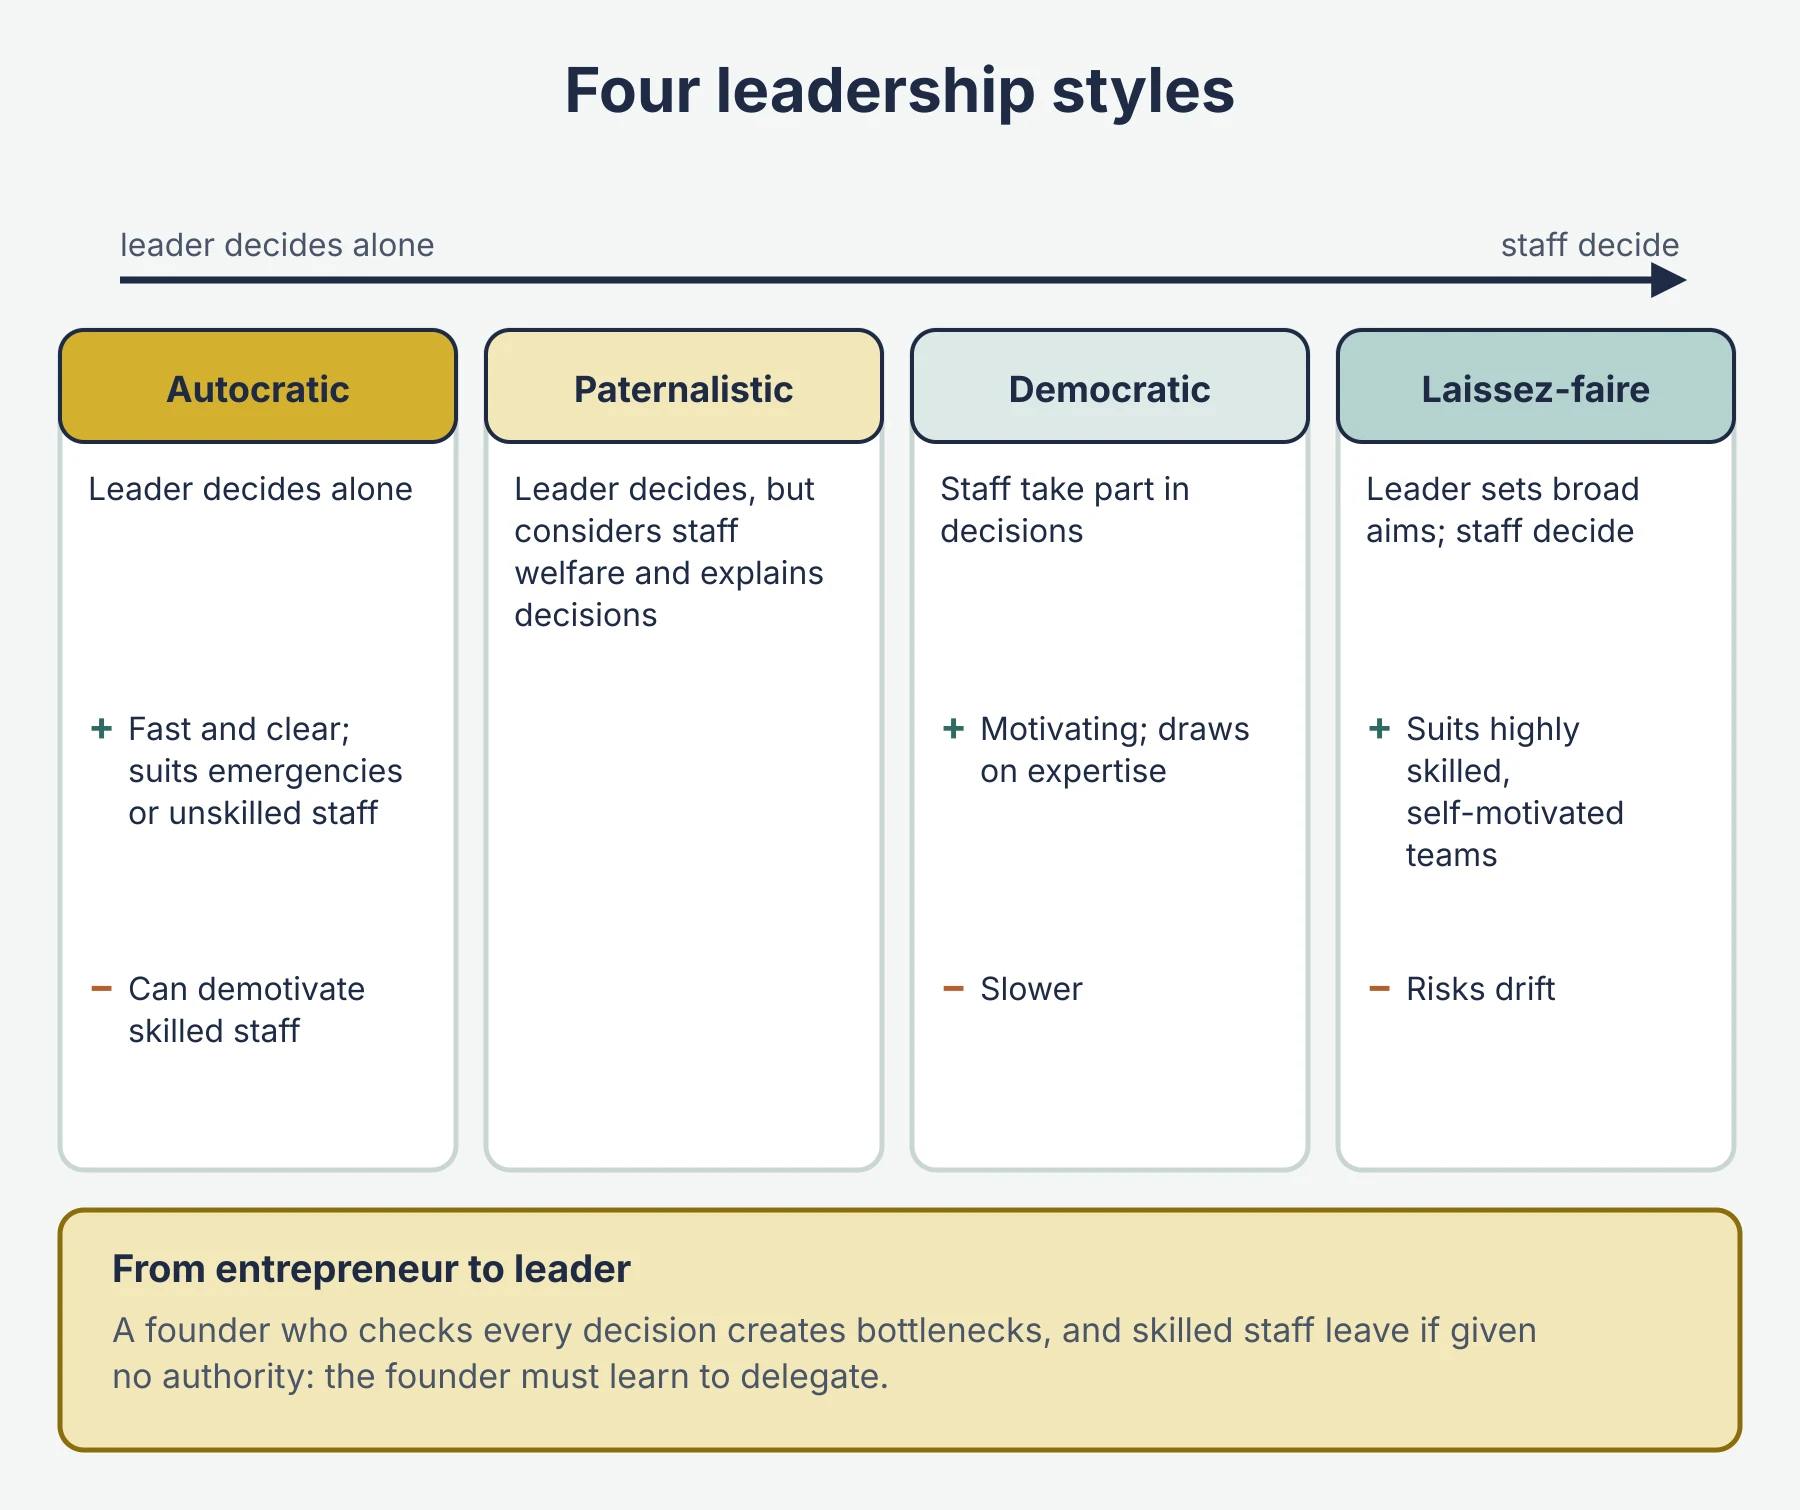 Four leadership styles
leader decides alone
staff decide
Autocratic
Leader decides alone
+ Fast and clear;
suits emergencies
or unskilled staff
− Can demotivate
skilled staff
Paternalistic
Leader decides, but
considers staff
welfare and explains
decisions
Democratic
Staff take part in
decisions
+ Motivating; draws
on expertise
− Slower
Laissez-faire
Leader sets broad
aims; staff decide
+ Suits highly
skilled,
self-motivated
teams
− Risks drift
From entrepreneur to leader
A founder who checks every decision creates bottlenecks, and skilled staff leave if given
no authority: the founder must learn to delegate.